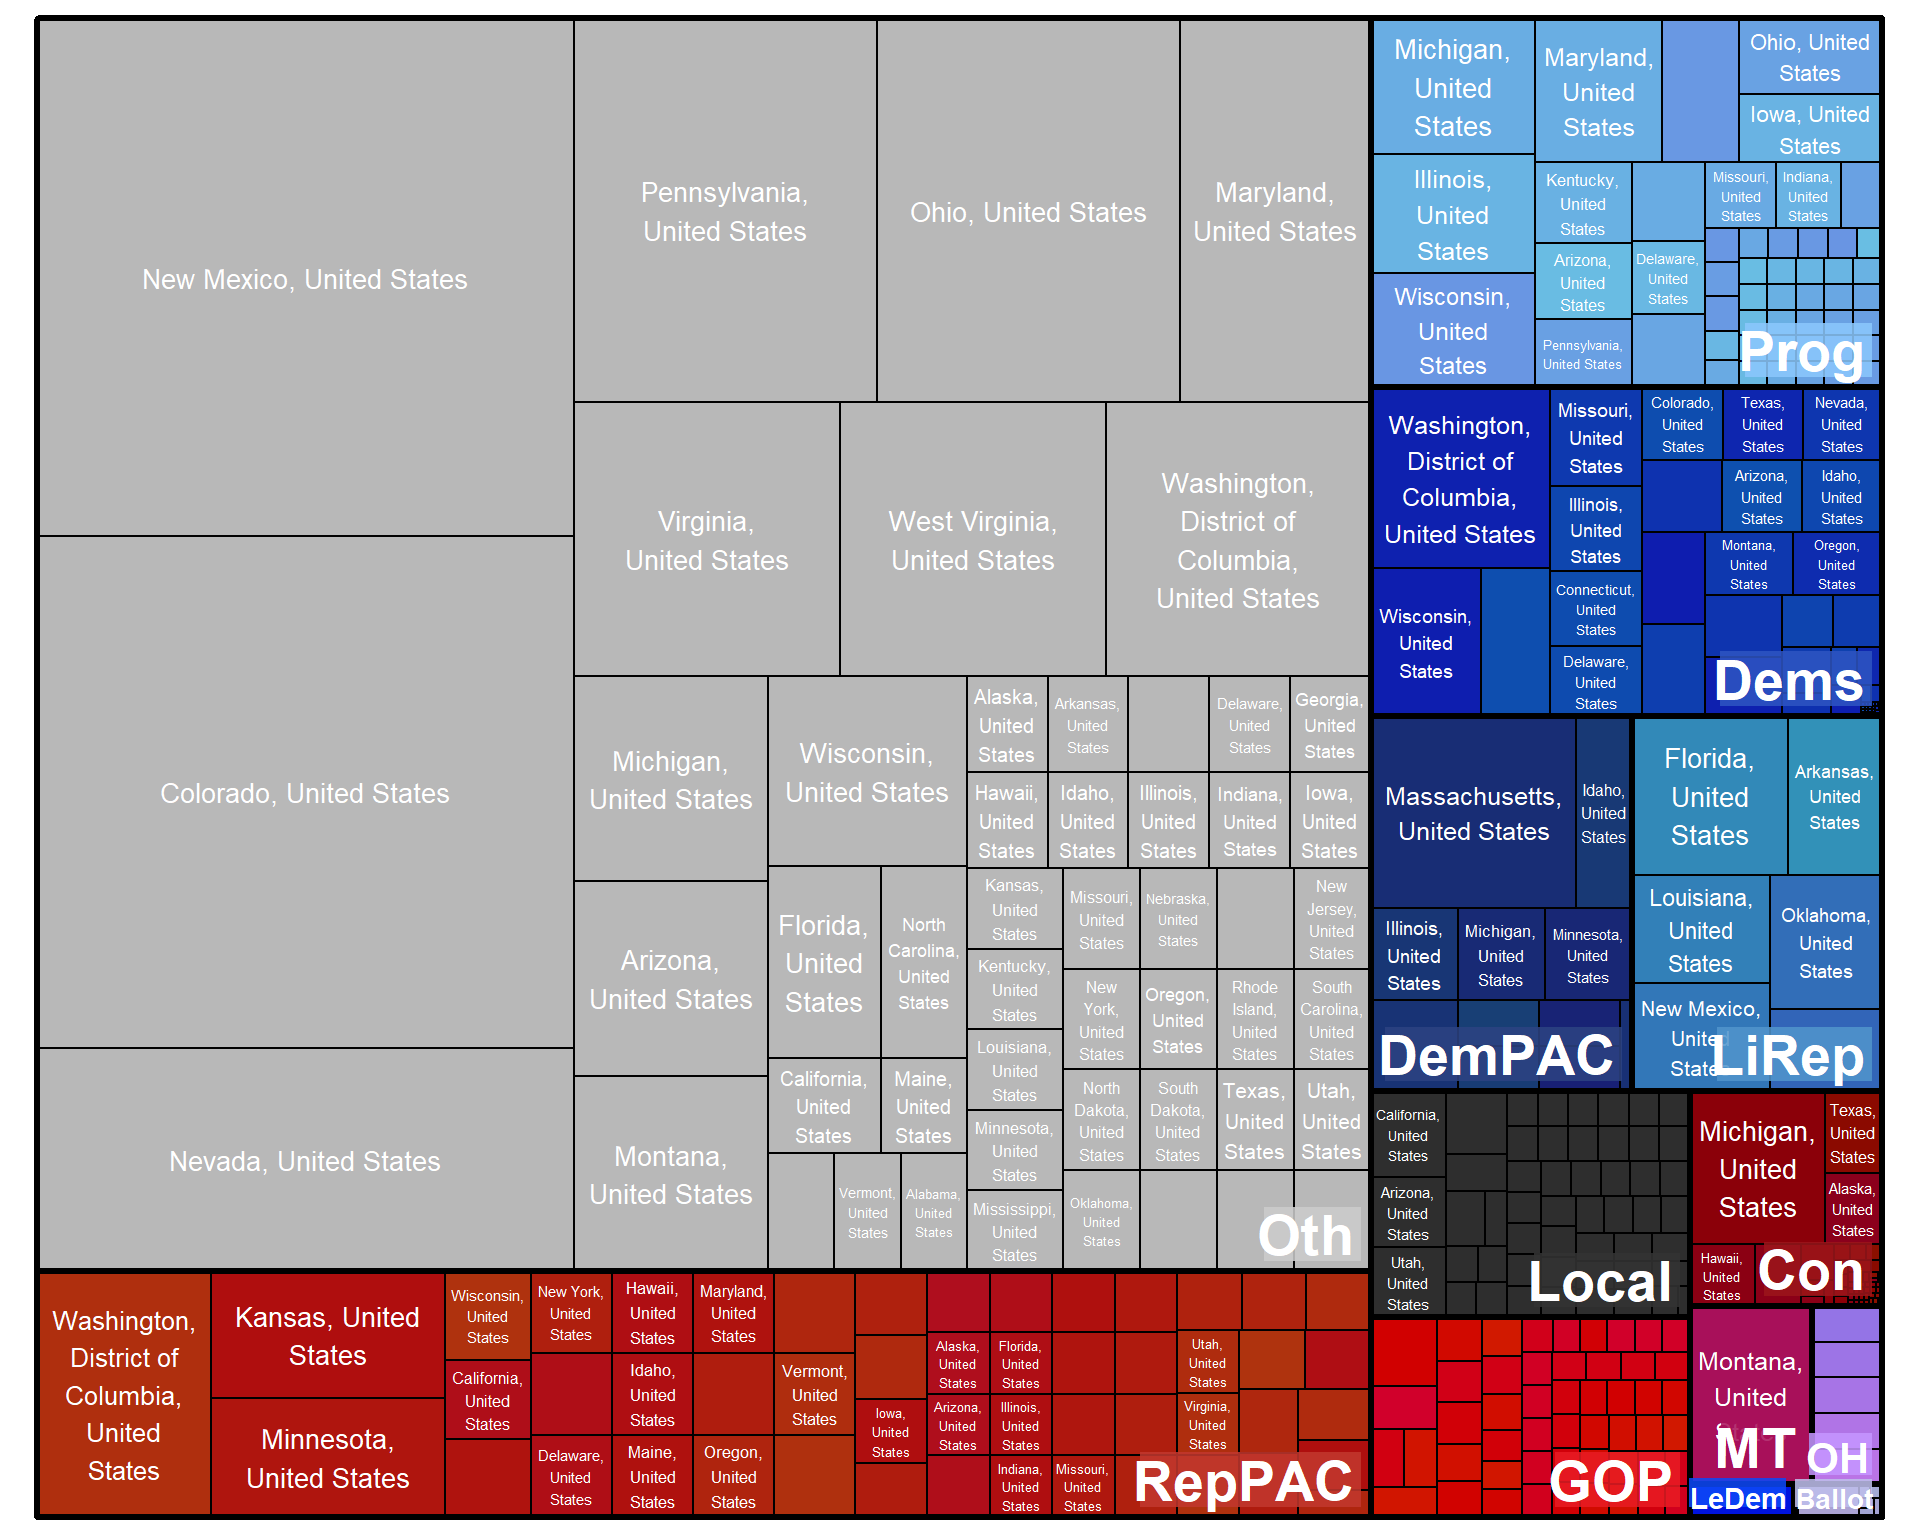 New Mexico, United States
Colorado, United States
Nevada, United States
Pennsylvania,
United States
Ohio, United States
Maryland,
United States
Virginia,
United States
West Virginia,
United States
Washington,
District of
Columbia,
United States
Michigan,
United States
Arizona,
United States
Montana,
United States
Wisconsin,
United States
Florida,
United
States
North
Carolina,
United
States
California,
United
States
Maine,
United
States
Vermont,
United
States
Alabama,
United
States
Alaska,
United
States
Arkansas,
United
States
Delaware,
United
States
Georgia,
United
States
Hawaii,
United
States
Idaho,
United
States
Illinois,
United
States
Indiana,
United
States
Iowa,
United
States
Kansas,
United
States
Kentucky,
United
States
Louisiana,
United
States
Minnesota,
United
States
Mississippi,
United
States
Missouri,
United
States
Nebraska,
United
States
New
Jersey,
United
States
New
York,
United
States
Oregon,
United
States
Rhode
Island,
United
States
South
Carolina,
United
States
North
Dakota,
United
States
South
Dakota,
United
States
Texas,
United
States
Utah,
United
States
Oklahoma,
United
States
Oth
Washington,
District of
Columbia,
United
States
Kansas, United
States
Minnesota,
United States
Wisconsin,
United
States
California,
United
States
New York,
United
States
Delaware,
United
States
Hawaii,
United
States
Idaho,
United
States
Maine,
United
States
Maryland,
United
States
Oregon,
United
States
Vermont,
United
States
Iowa,
United
States
Alaska,
United
States
Arizona,
United
States
Florida,
United
States
Illinois,
United
States
Indiana,
United
States
Missouri,
United
States
Utah,
United
States
Virginia,
United
States
RepPAC
Michigan,
United
States
Illinois,
United
States
Wisconsin,
United
States
Maryland,
United
States
Ohio, United
States
Iowa, United
States
Kentucky,
United
States
Arizona,
United
States
Pennsylvania,
United States
Delaware,
United
States
Missouri,
United
States
Indiana,
United
States
Prog
Washington,
District of
Columbia,
United States
Wisconsin,
United
States
Missouri,
United
States
Illinois,
United
States
Connecticut,
United
States
Delaware,
United
States
Colorado,
United
States
Texas,
United
States
Nevada,
United
States
Arizona,
United
States
Idaho,
United
States
Montana,
United
States
Oregon,
United
States
Dems
Massachusetts,
United States
Idaho,
United
States
Illinois,
United
States
Michigan,
United
States
Minnesota,
United
States
DemPAC
Florida,
United
States
Arkansas,
United
States
Louisiana,
United
States
Oklahoma,
United
States
New Mexico,
United
States
LiRep
California,
United
States
Arizona,
United
States
Utah,
United
States
Local
Michigan,
United
States
Texas,
United
States
Alaska,
United
States
Hawaii,
United
States
Con
GOP
Montana,
United
States
MT
OH
LeDem
Ballot